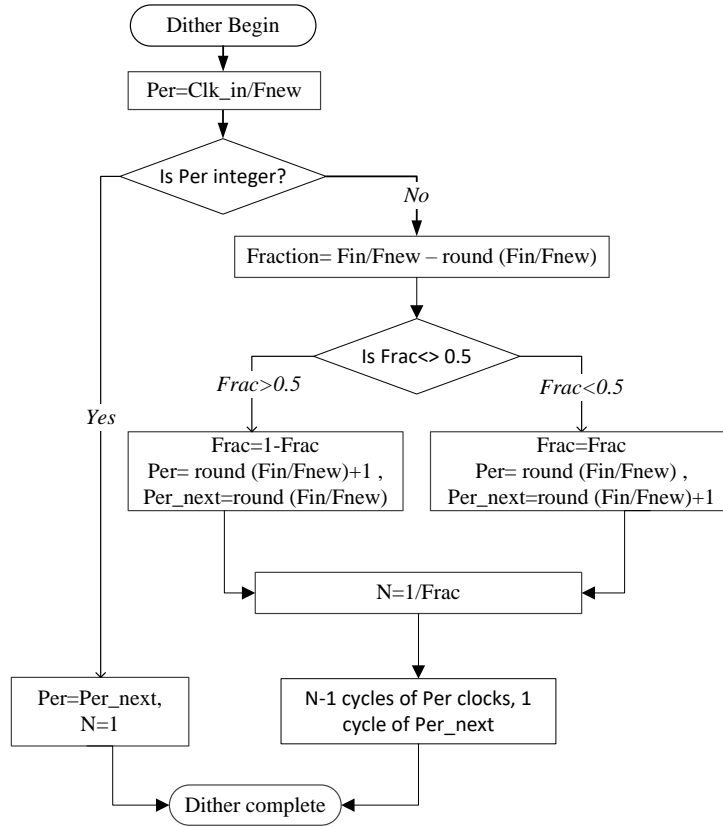 Dither Begin
Per=Clk_in/Fnew
Is Per integer?
No
Fraction= Fin/Fnew – round (Fin/Fnew)
Is Frac<> 0.5
Frac>0.5
Frac<0.5
Yes
Frac=1-Frac
Per= round (Fin/Fnew)+1 ,
Per_next=round (Fin/Fnew)
Frac=Frac
Per= round (Fin/Fnew) ,
Per_next=round (Fin/Fnew)+1
N=1/Frac
Per=Per_next,
N=1
N-1 cycles of Per clocks, 1
cycle of Per_next
Dither complete